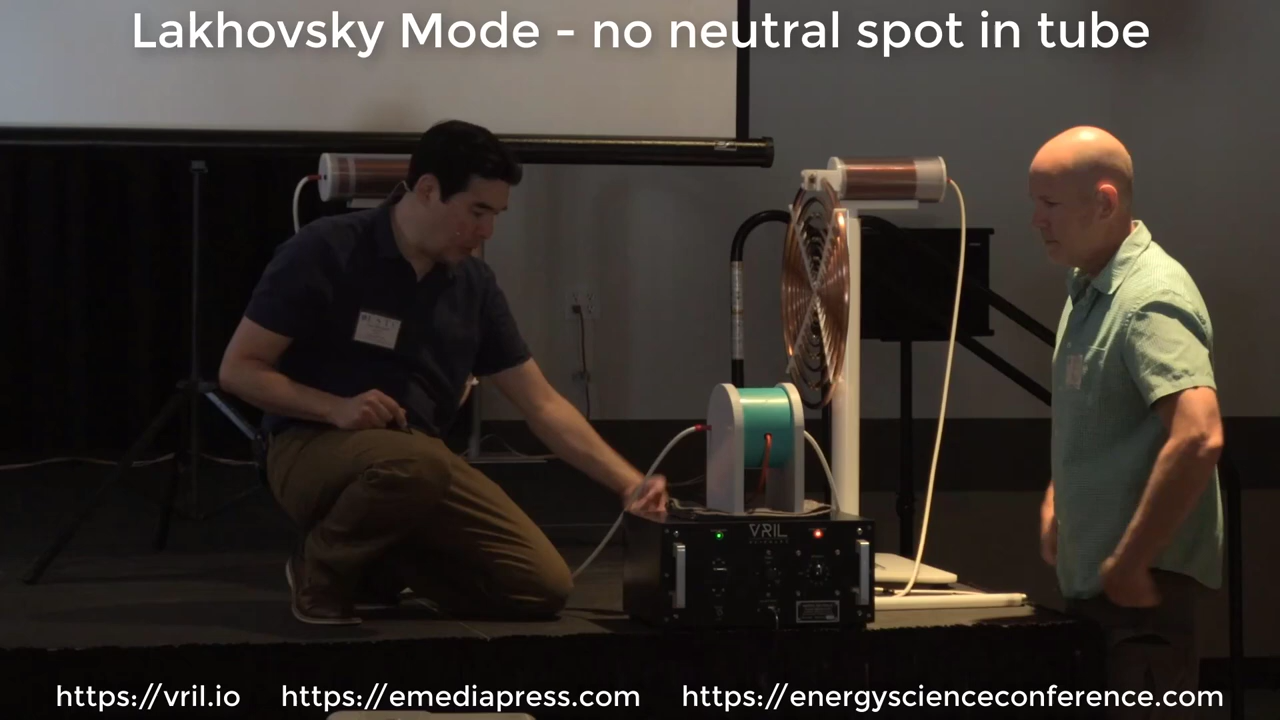 Lakhovsky Mode - no neutral spot in tube
VRIL
https://vril.io https://emediapress.com https://energyscienceconference.com